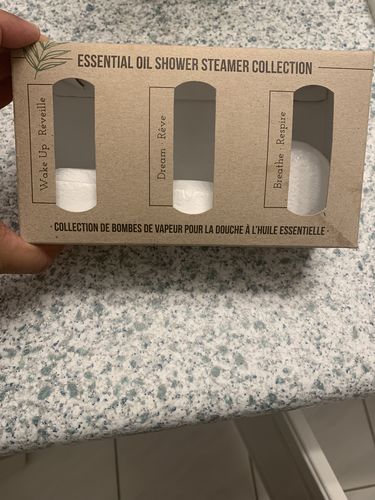 ESSENTIAL OIL SHOWER STEAMER COLLECTION
Wake Up · Réveille
Dream · Rêve
Breathe · Respire
· COLLECTION DE BOMBES DE VAPEUR POUR LA DOUCHE À L'HUILE ESSENTIELLE ·